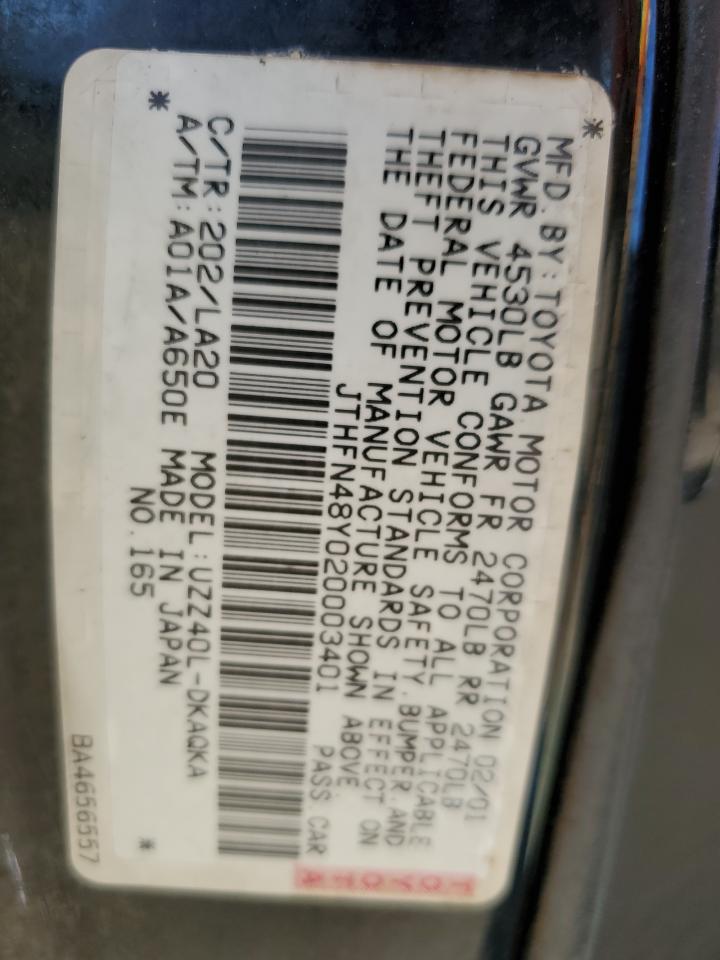 MFD. BY: TOYOTA MOTOR CORPORATION 02/01
GVWR 4530LB GAWR FR 2470LB RR 2470LB
THIS VEHICLE CONFORMS TO ALL APPLICABLE
FEDERAL MOTOR VEHICLE SAFETY, BUMPER, AND
THEFT PREVENTION STANDARDS IN EFFECT ON
THE DATE OF MANUFACTURE SHOWN ABOVE.
JTHFN48Y020003401 PASS. CAR
C/TR: 202/LA20 MODEL: UZZ40L-DKAQKA
A/TM: A01A/A650E MADE IN JAPAN
NO. 165
BA4656557
TOYOTA